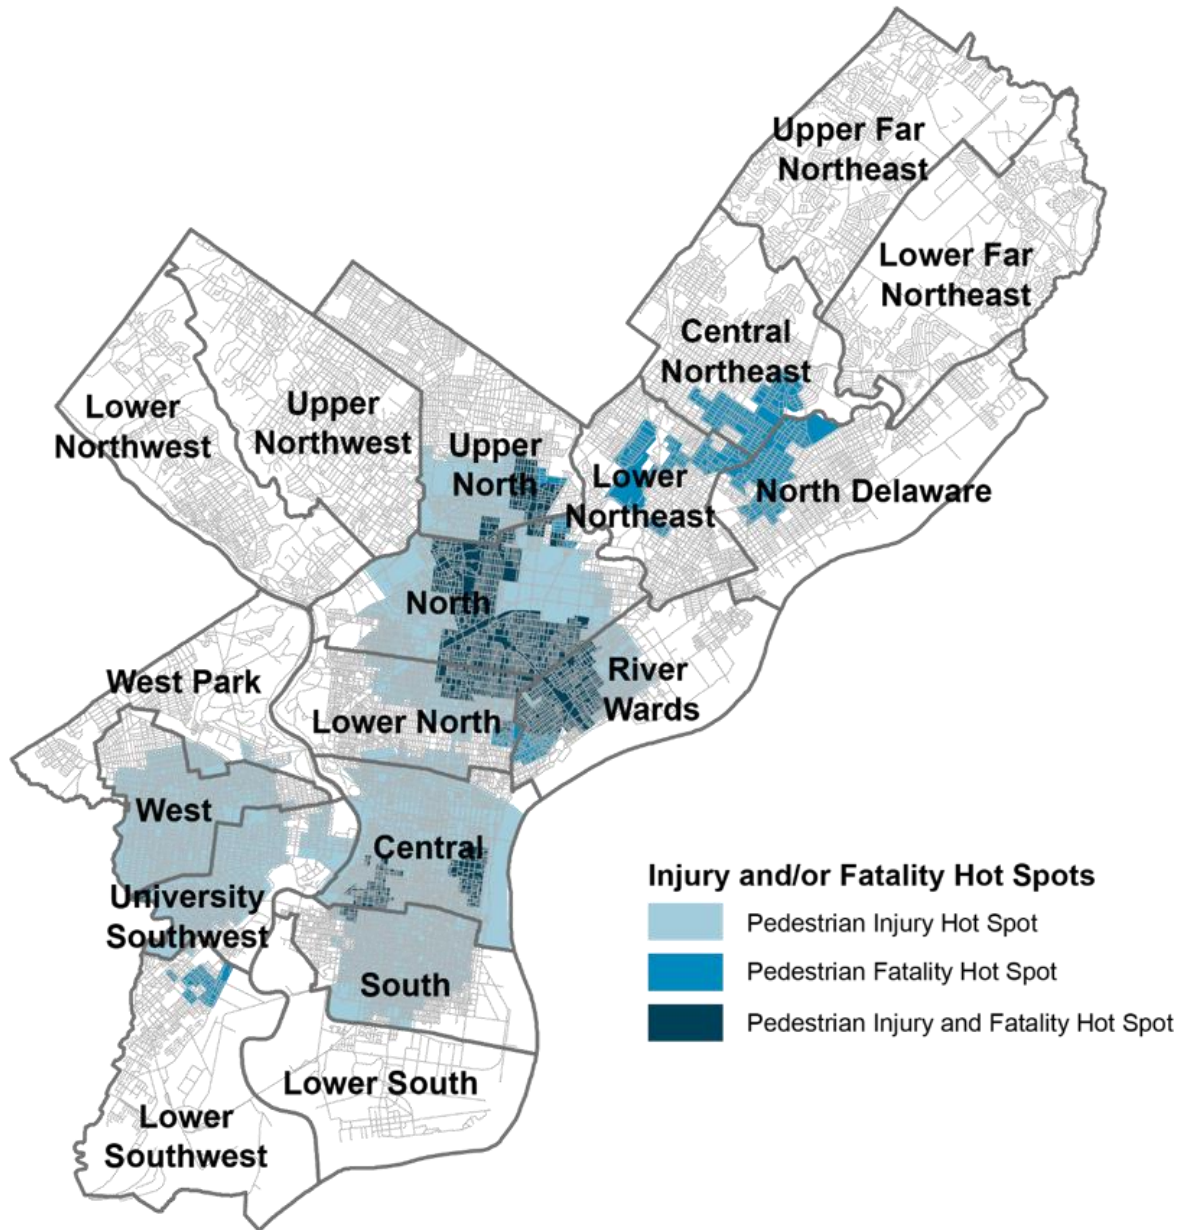 Upper Far
Northeast
Lower Far
Northeast
Central
Northeast
Lower
Northwest
Upper
Northwest
Upper
North
Lower
Northeast
North Delaware
North
West Park
River
Wards
Lower North
West
Central
University
Southwest
South
Lower South
Lower
Southwest
Injury and/or Fatality Hot Spots
Pedestrian Injury Hot Spot
Pedestrian Fatality Hot Spot
Pedestrian Injury and Fatality Hot Spot